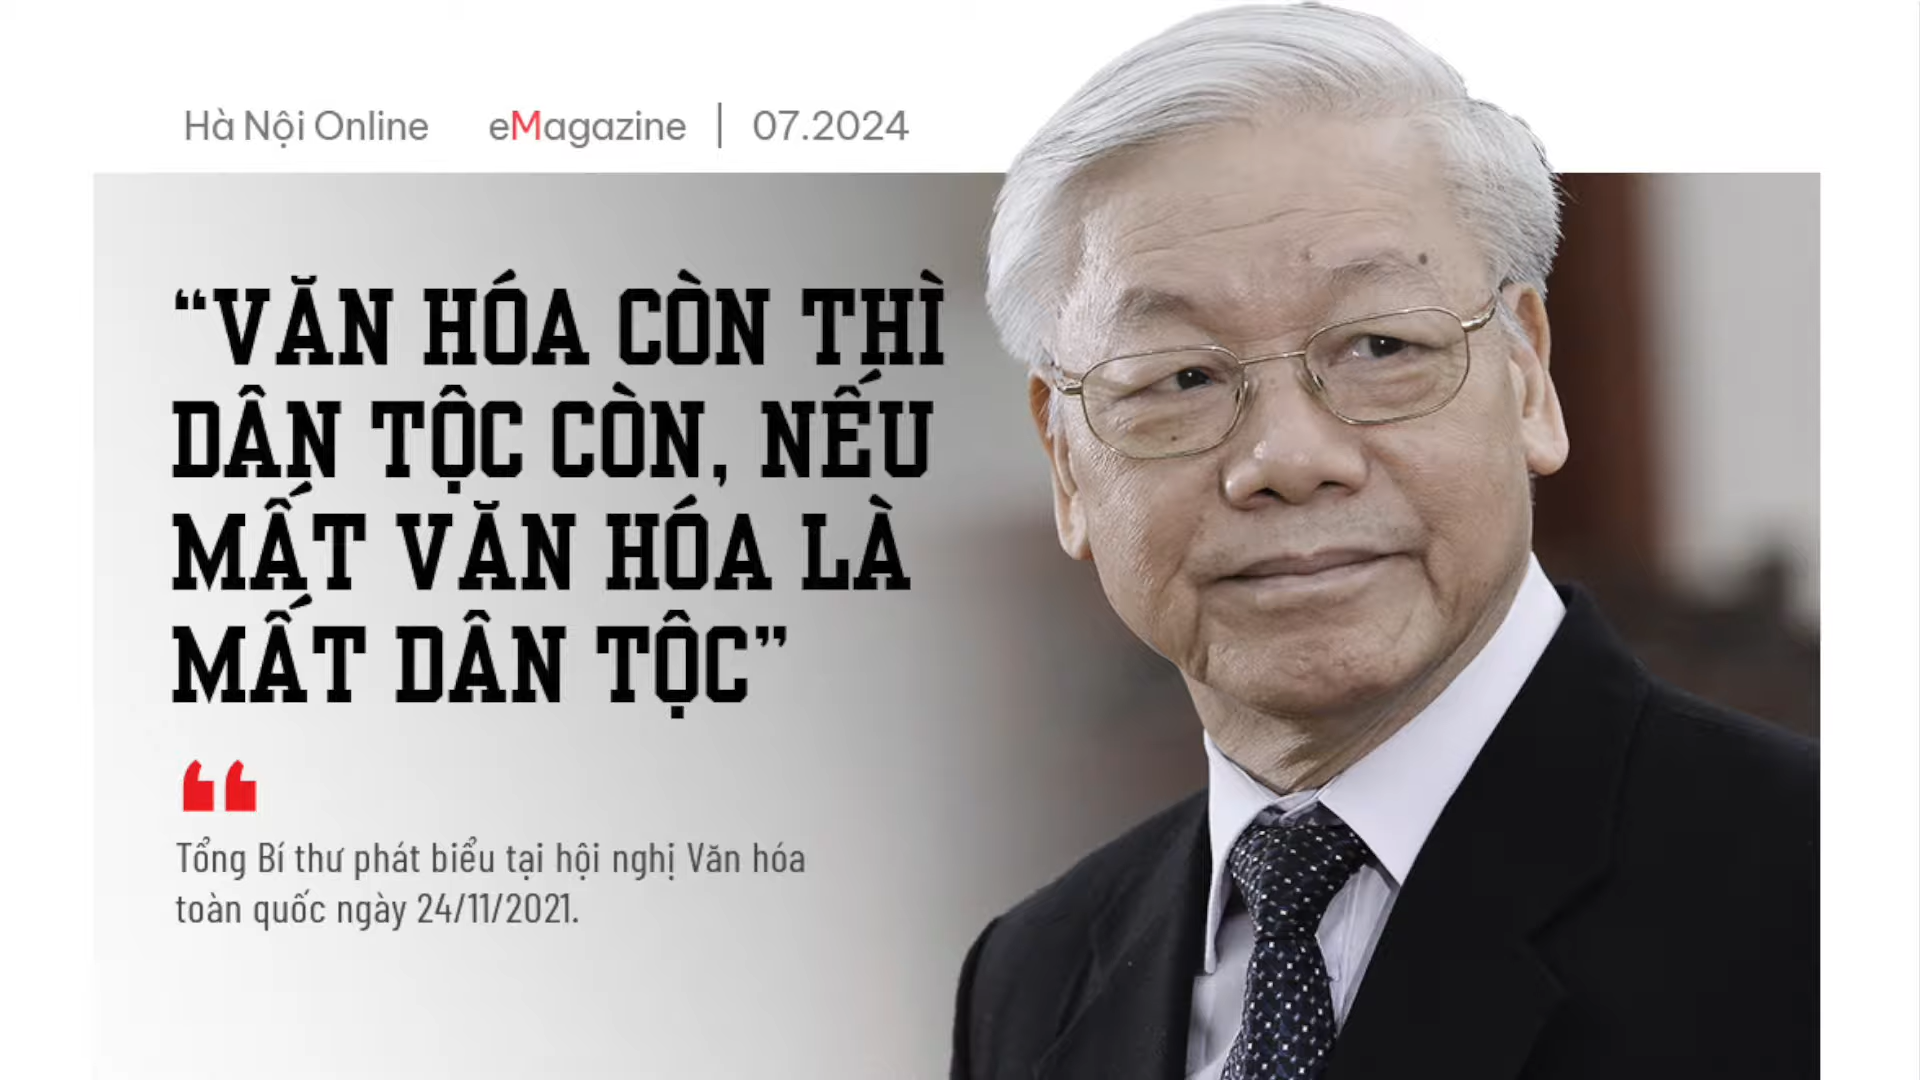 Hà Nội Online eMagazine | 07.2024
“VĂN HÓA CÒN THÌ
DÂN TỘC CÒN, NẾU
MẤT VĂN HÓA LÀ
MẤT DÂN TỘC”
“
Tổng Bí thư phát biểu tại hội nghị Văn hóa
toàn quốc ngày 24/11/2021.